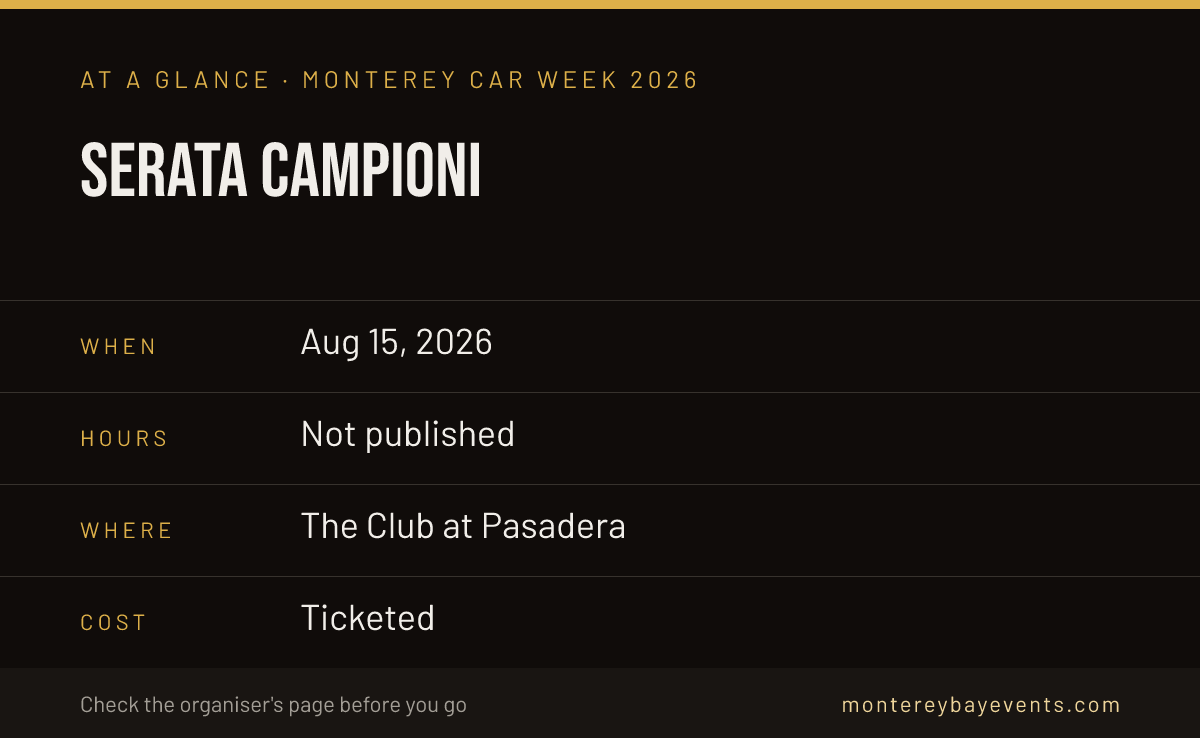 AT A GLANCE · MONTEREY CAR WEEK 2026
SERATA CAMPIONI
WHEN Aug 15, 2026
HOURS Not published
WHERE The Club at Pasadera
COST Ticketed
Check the organiser's page before you go montereybayevents.com